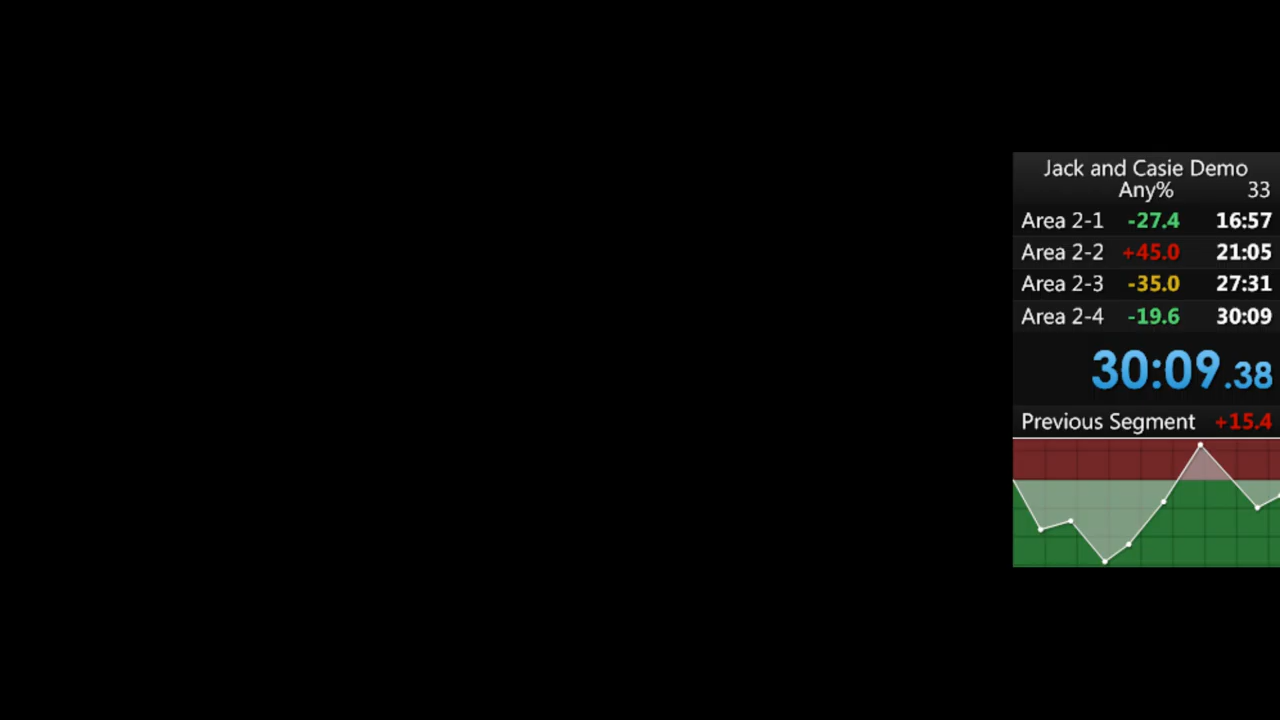 Jack and Casie Demo
Any% 33
Area 2-1 -27.4 16:57
Area 2-2 +45.0 21:05
Area 2-3 -35.0 27:31
Area 2-4 -19.6 30:09
30:09.38
Previous Segment +15.4